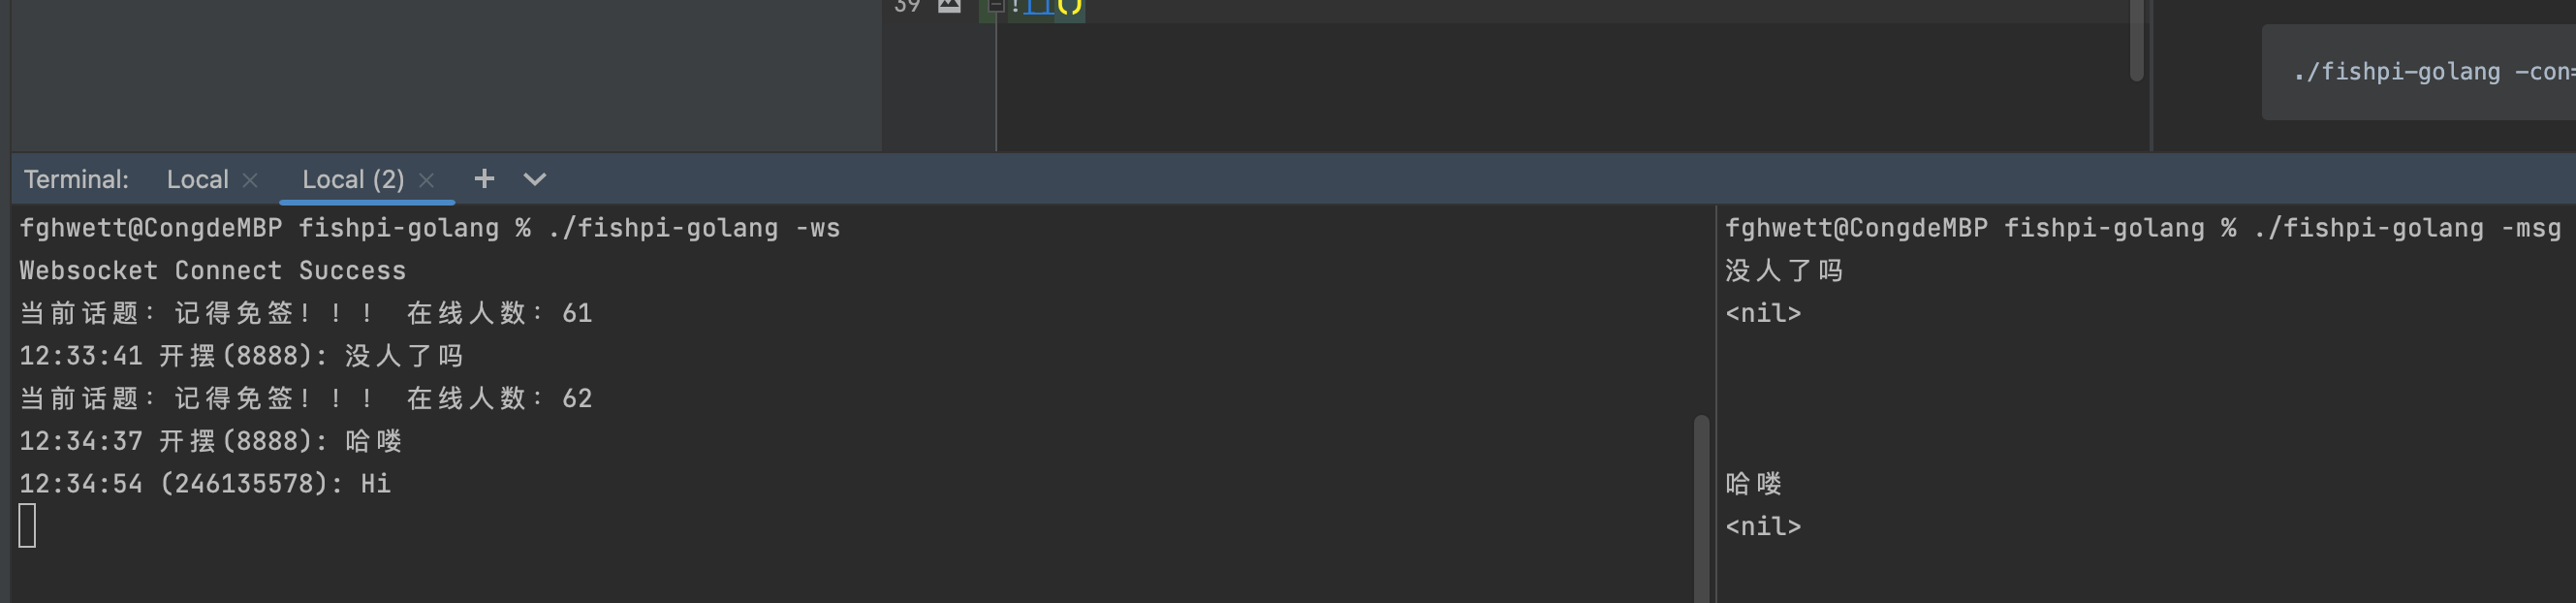 39 ![]()
./fishpi-golang -con=
Terminal: Local Local (2)
fghwett@CongdeMBP fishpi-golang % ./fishpi-golang -ws
Websocket Connect Success
当前话题：记得免签！！！ 在线人数：61
12:33:41 开摆(8888): 没人了吗
当前话题：记得免签！！！ 在线人数：62
12:34:37 开摆(8888): 哈喽
12:34:54 (246135578): Hi
fghwett@CongdeMBP fishpi-golang % ./fishpi-golang -msg
没人了吗
<nil>
哈喽
<nil>